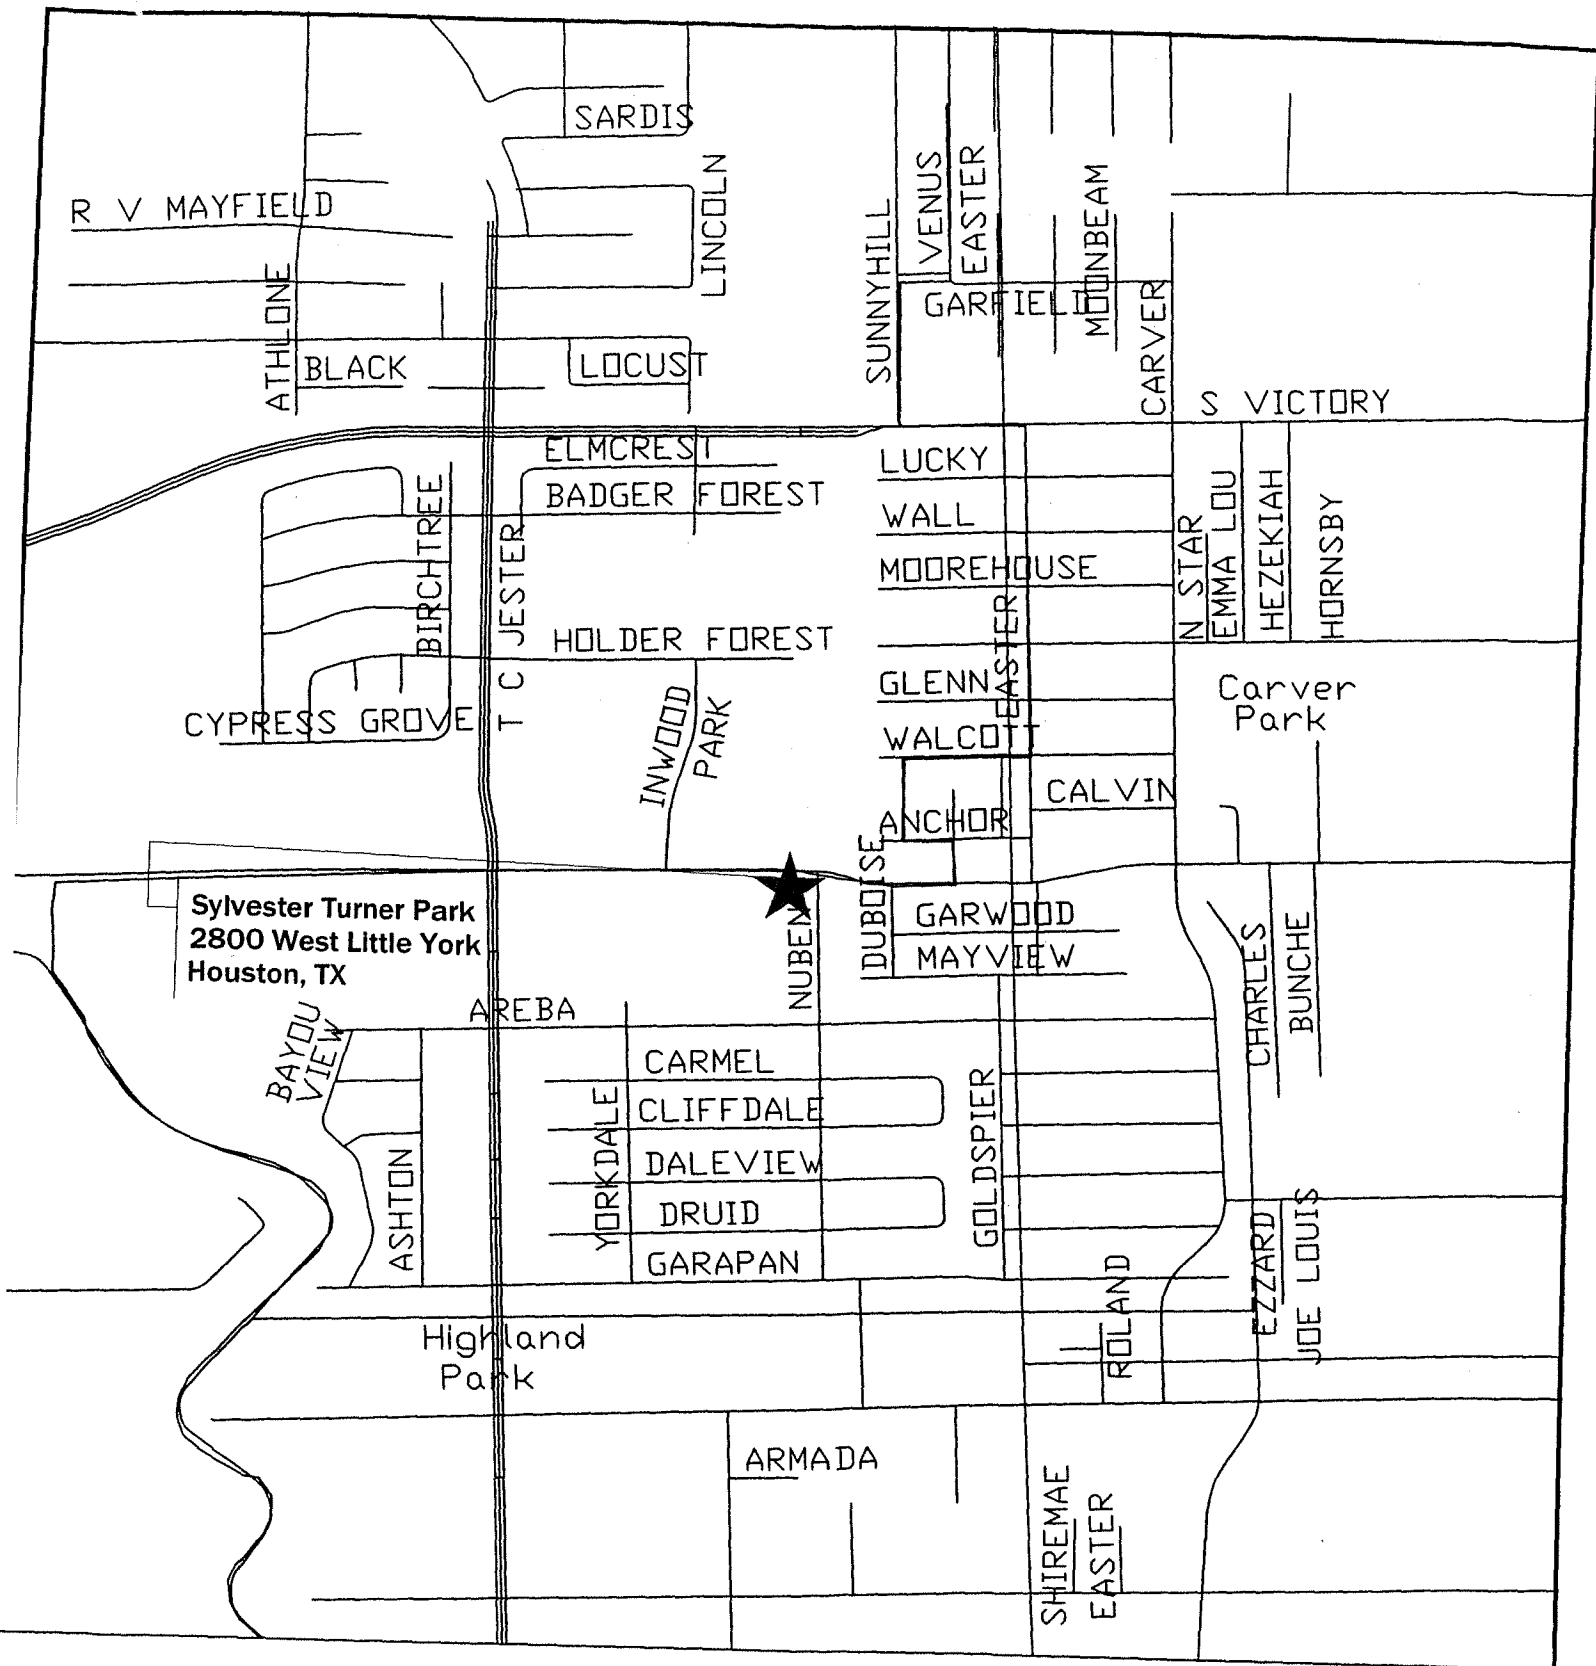 SARDIS
R V MAYFIELD
LINCOLN
VENUS
EASTER
SUNNYHILL
MOONBEAM
ATHLONE
GARFIELD
CARVER
BLACK
LOCUST
S VICTORY
ELMCREST
LUCKY
BADGER FOREST
WALL
BIRCHTREE
T C JESTER
MOOREHOUSE
N STAR
EMMA LOU
HEZEKIAH
HORNSBY
HOLDER FOREST
EASTER
GLENN
Carver
Park
CYPRESS GROVE
INWOOD
PARK
WALCOTT
CALVIN
ANCHOR
DUBOISE
Sylvester Turner Park
2800 West Little York
Houston, TX
NUBEN
GARWOOD
MAYVIEW
CHARLES
BUNCHE
AREBA
BAYOU
VIEW
CARMEL
CLIFFDALE
YORKDALE
GOLDSPIER
DALEVIEW
ASHTON
DRUID
GARAPAN
EZZARD
JOE LOUIS
ROLAND
Highland
Park
ARMADA
SHIREMAE
EASTER